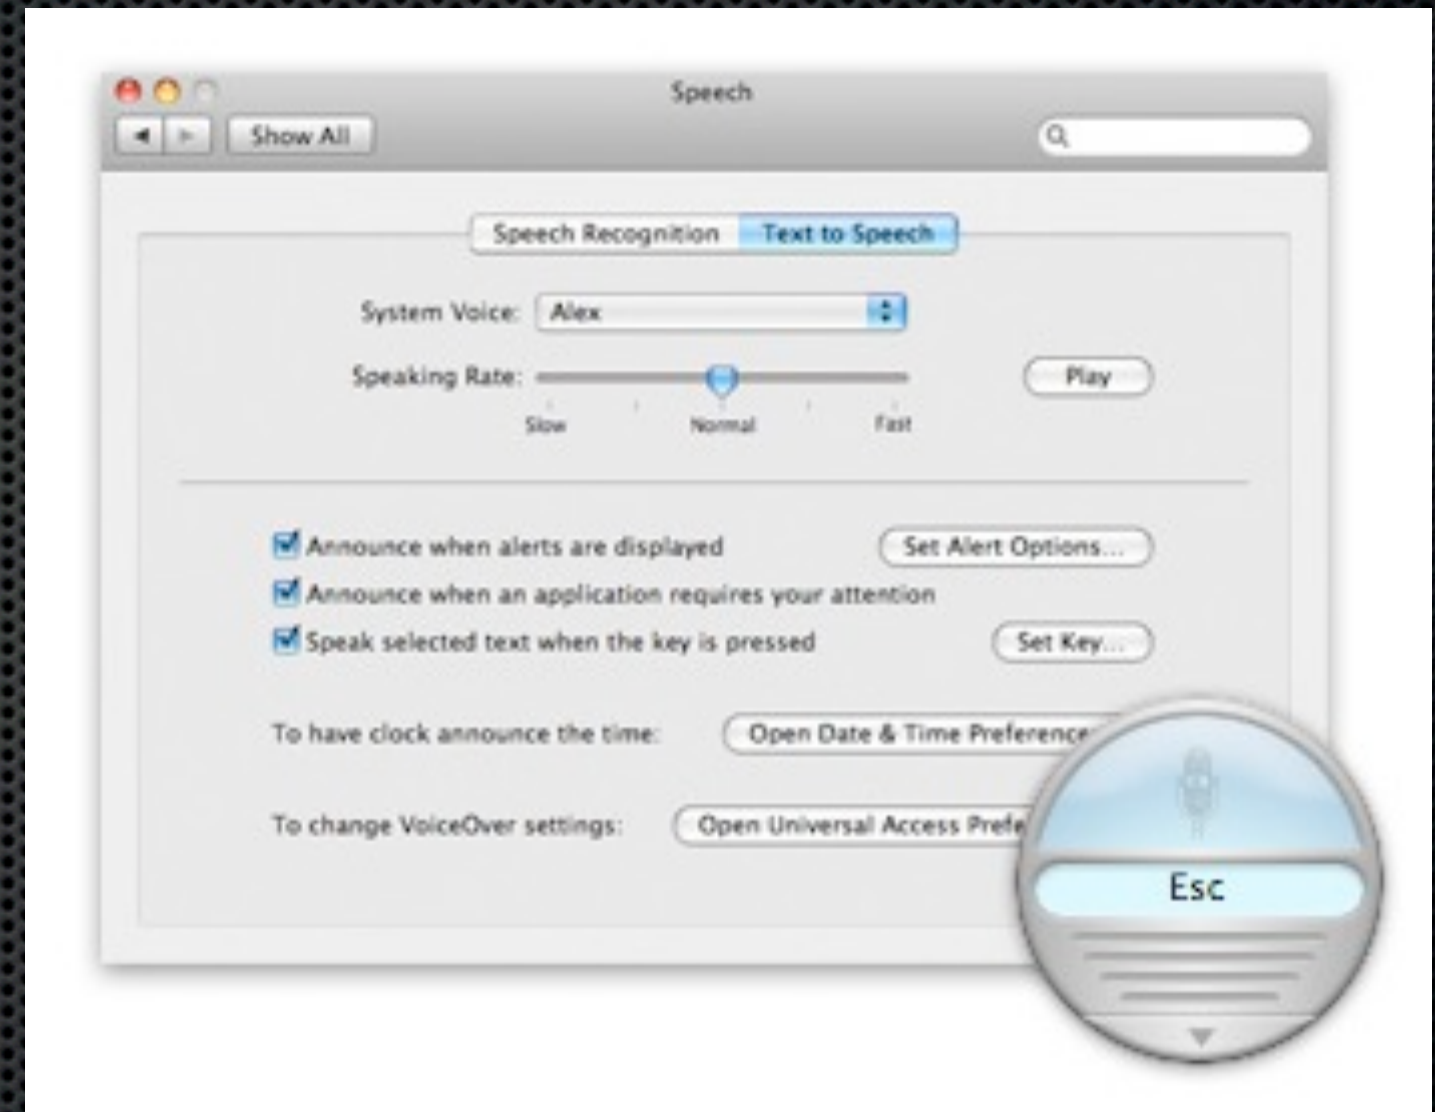 Speech
Show All
Speech Recognition Text to Speech
System Voice: Alex
Speaking Rate: Play
Slow Normal Fast
Announce when alerts are displayed Set Alert Options...
Announce when an application requires your attention
Speak selected text when the key is pressed Set Key...
To have clock announce the time: Open Date & Time Preference
To change VoiceOver settings: Open Universal Access Prefe
Esc